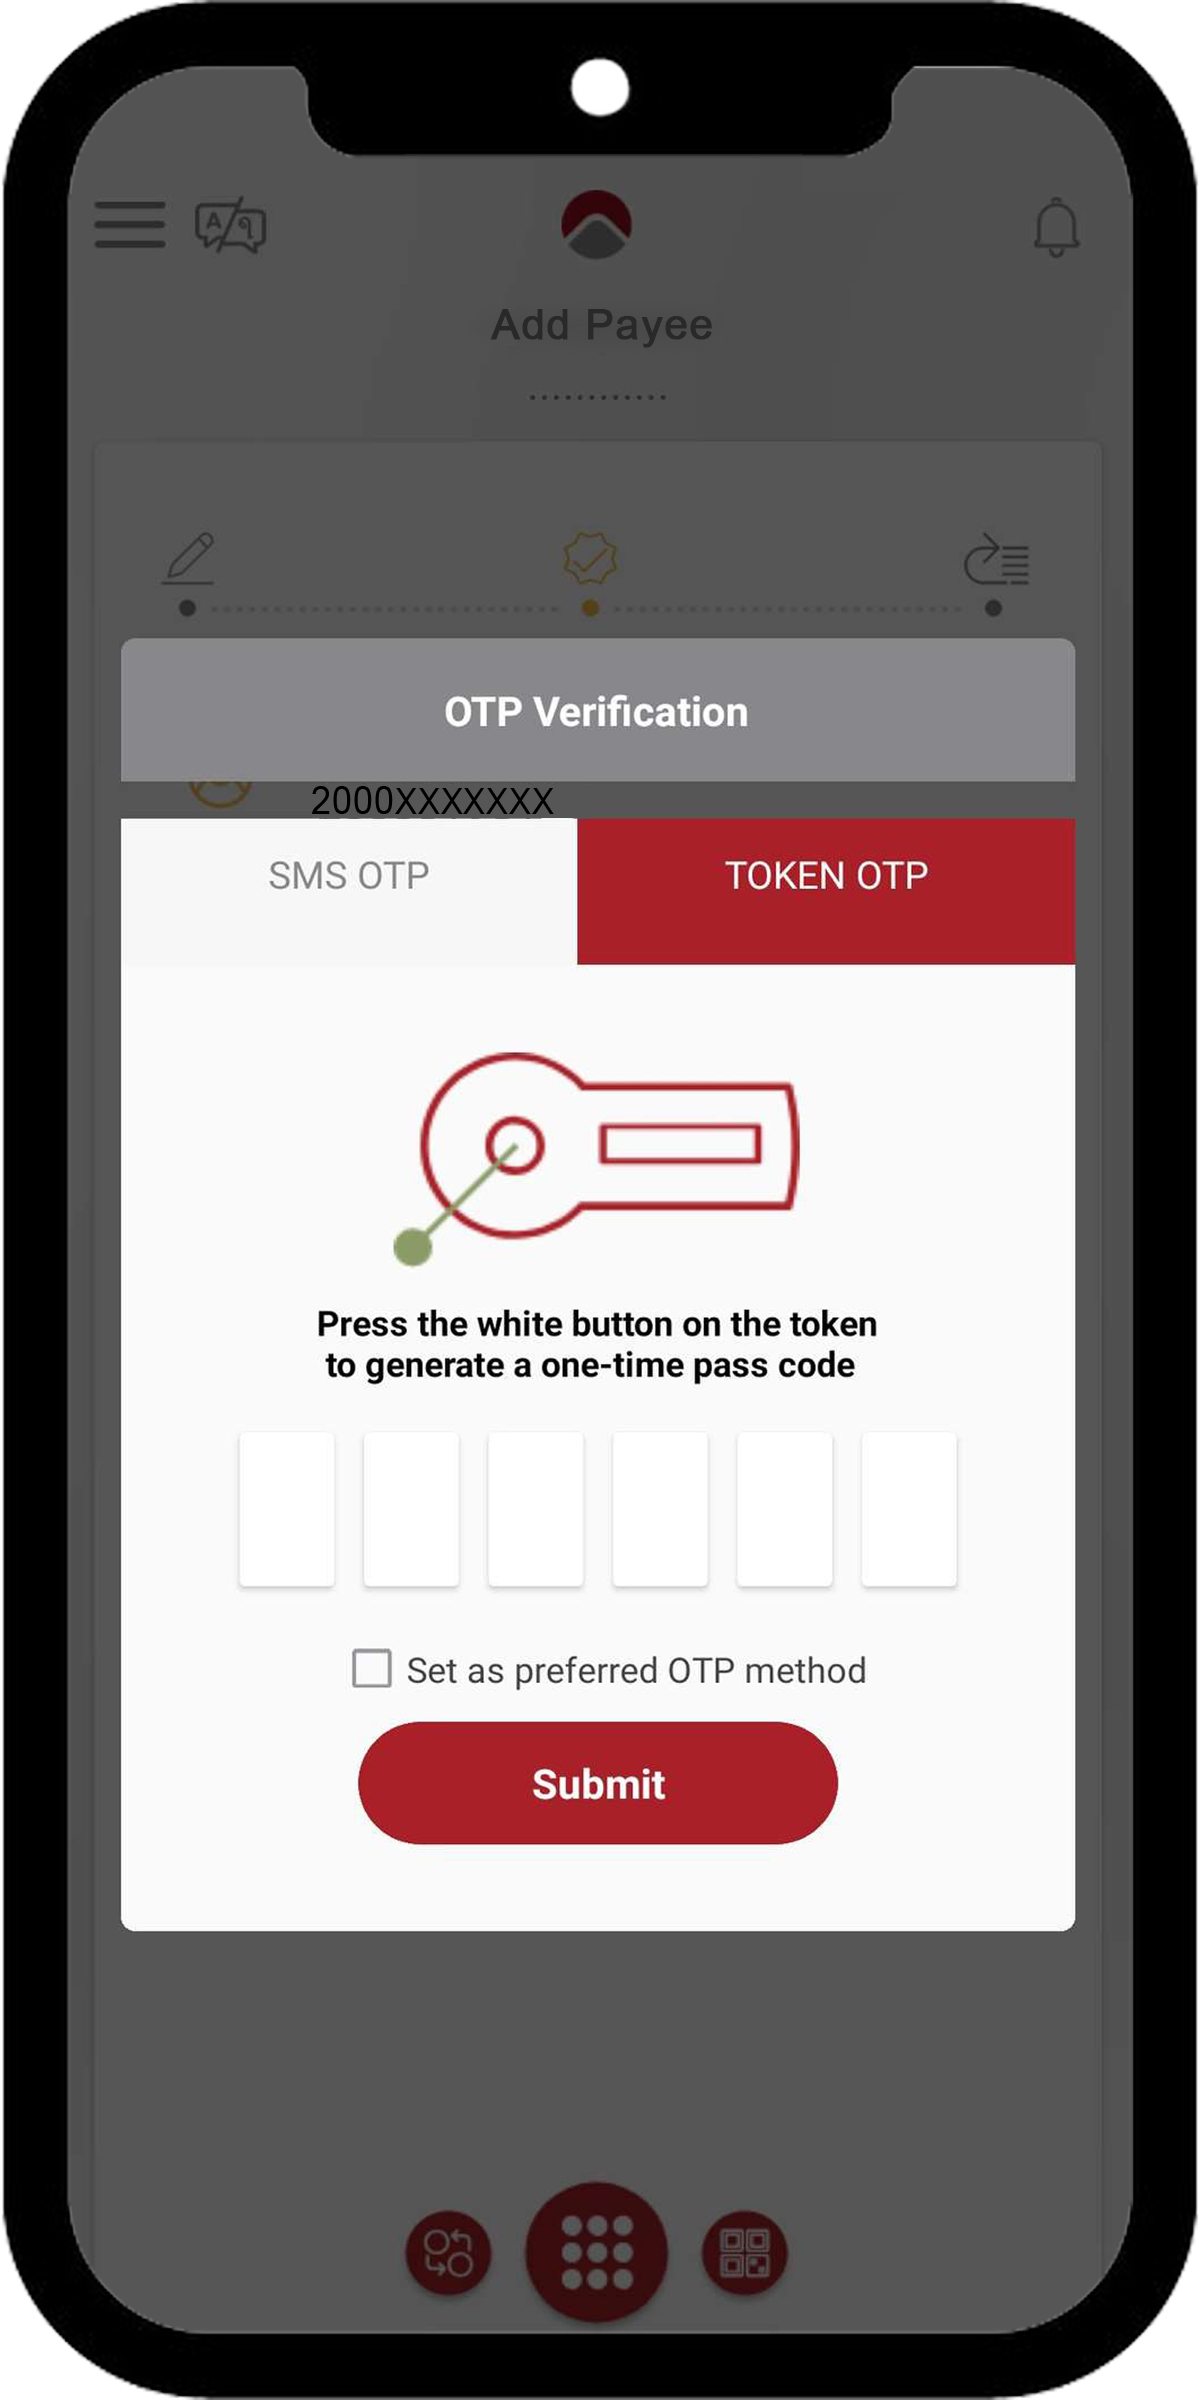 Add Payee
OTP Verification
2000XXXXXXX
SMS OTP
TOKEN OTP
Press the white button on the token
to generate a one-time pass code
Set as preferred OTP method
Submit